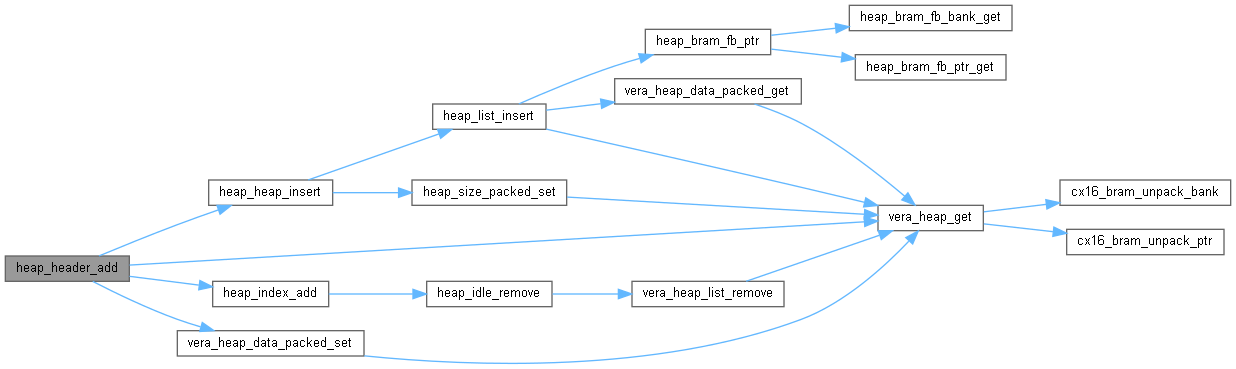 heap_bram_fb_bank_get
heap_bram_fb_ptr
heap_bram_fb_ptr_get
vera_heap_data_packed_get
heap_list_insert
heap_heap_insert
heap_size_packed_set
cx16_bram_unpack_bank
vera_heap_get
cx16_bram_unpack_ptr
heap_header_add
heap_index_add
heap_idle_remove
vera_heap_list_remove
vera_heap_data_packed_set